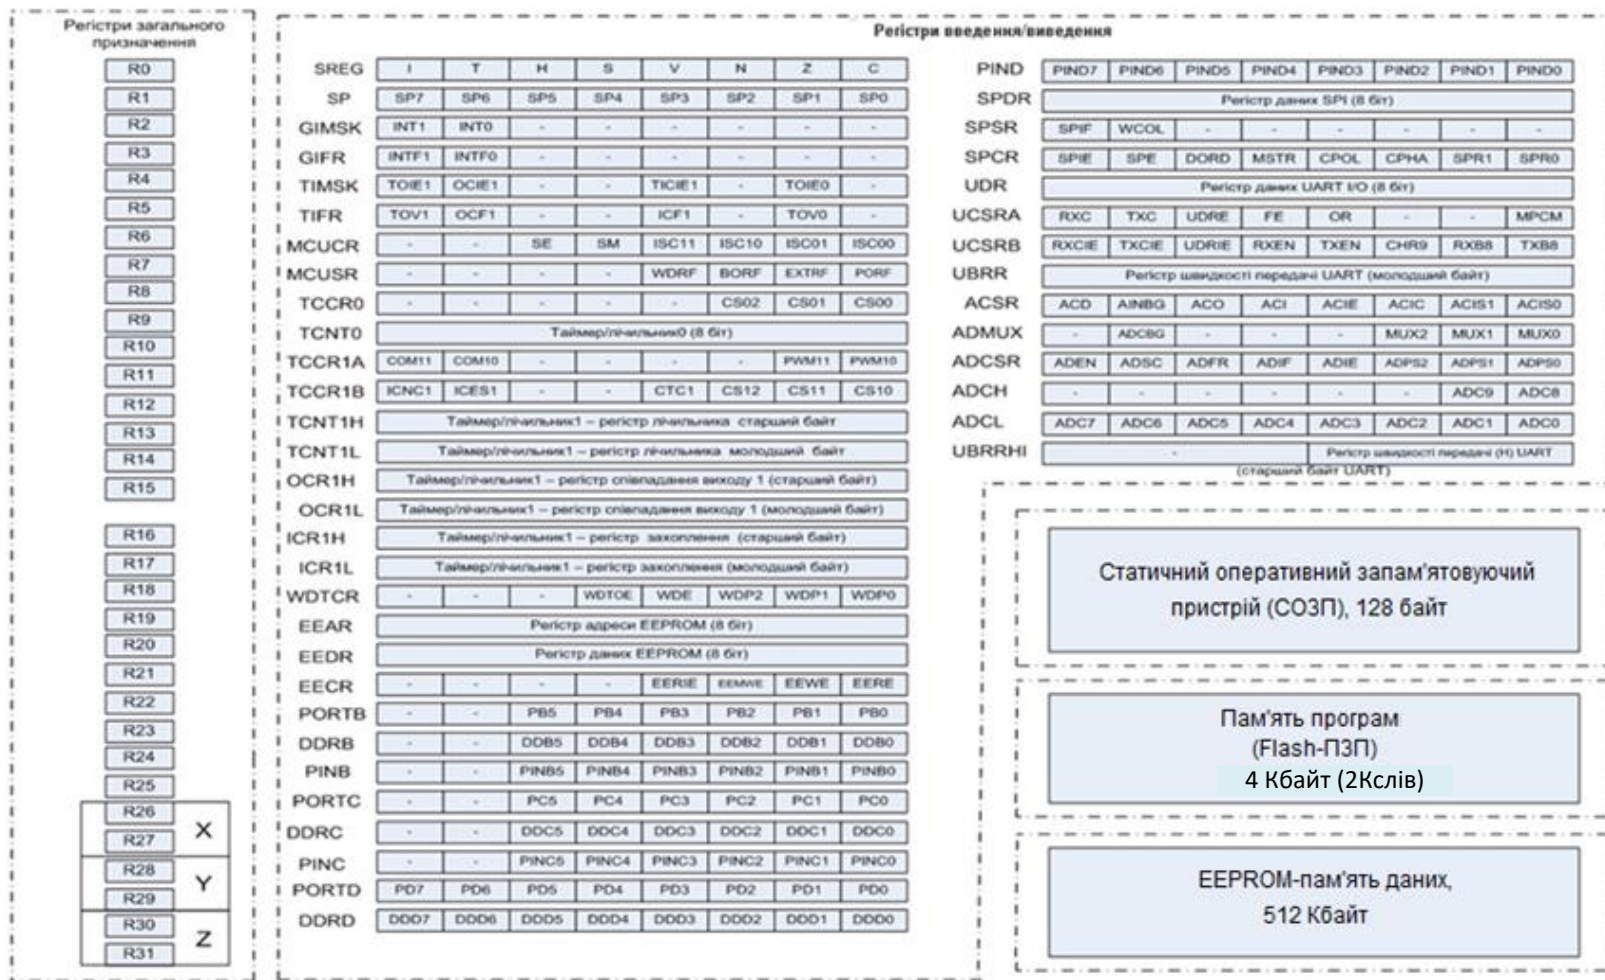 Регістри загального
призначення
R0
R1
R2
R3
R4
R5
R6
R7
R8
R9
R10
R11
R12
R13
R14
R15
R16
R17
R18
R19
R20
R21
R22
R23
R24
R25
R26
R27
X
R28
R29
Y
R30
R31
Z
Регістри введення/виведення
SREG I T H S V N Z C
SP SP7 SP6 SP5 SP4 SP3 SP2 SP1 SP0
GIMSK INT1 INT0 - - - - - -
GIFR INTF1 INTF0 - - - - - -
TIMSK TOIE1 OCIE1 - - TICIE1 - TOIE0 -
TIFR TOV1 OCF1 - - ICF1 - TOV0 -
MCUCR - - SE SM ISC11 ISC10 ISC01 ISC00
MCUSR - - - - WDRF BORF EXTRF PORF
TCCR0 - - - - - CS02 CS01 CS00
TCNT0 Таймер/лічильник0 (8 біт)
TCCR1A COM11 COM10 - - - - PWM11 PWM10
TCCR1B ICNC1 ICES1 - - CTC1 CS12 CS11 CS10
TCNT1H Таймер/лічильник1 – регістр лічильника старший байт
TCNT1L Таймер/лічильник1 – регістр лічильника молодший байт
OCR1H Таймер/лічильник1 – регістр співпадання виходу 1 (старший байт)
OCR1L Таймер/лічильник1 – регістр співпадання виходу 1 (молодший байт)
ICR1H Таймер/лічильник1 – регістр захоплення (старший байт)
ICR1L Таймер/лічильник1 – регістр захоплення (молодший байт)
WDTCR - - - WDTOE WDE WDP2 WDP1 WDP0
EEAR Регістр адреси EEPROM (8 біт)
EEDR Регістр даних EEPROM (8 біт)
EECR - - - - EERIE EEMWE EEWE EERE
PORTB - - PB5 PB4 PB3 PB2 PB1 PB0
DDRB - - DDB5 DDB4 DDB3 DDB2 DDB1 DDB0
PINB - - PINB5 PINB4 PINB3 PINB2 PINB1 PINB0
PORTC - - PC5 PC4 PC3 PC2 PC1 PC0
DDRC - - DDC5 DDC4 DDC3 DDC2 DDC1 DDC0
PINC - - PINC5 PINC4 PINC3 PINC2 PINC1 PINC0
PORTD PD7 PD6 PD5 PD4 PD3 PD2 PD1 PD0
DDRD DDD7 DDD6 DDD5 DDD4 DDD3 DDD2 DDD1 DDD0
PIND PIND7 PIND6 PIND5 PIND4 PIND3 PIND2 PIND1 PIND0
SPDR Регістр даних SPI (8 біт)
SPSR SPIF WCOL - - - - - -
SPCR SPIE SPE DORD MSTR CPOL CPHA SPR1 SPR0
UDR Регістр даних UART I/O (8 біт)
UCSRA RXC TXC UDRE FE OR - - MPCM
UCSRB RXCIE TXCIE UDRIE RXEN TXEN CHR9 RXB8 TXB8
UBRR Регістр швидкості передачі UART (молодший байт)
ACSR ACD AINBG ACO ACI ACIE ACIC ACIS1 ACIS0
ADMUX - ADCBG - - - MUX2 MUX1 MUX0
ADCSR ADEN ADSC ADFR ADIF ADIE ADPS2 ADPS1 ADPS0
ADCH - - - - - - ADC9 ADC8
ADCL ADC7 ADC6 ADC5 ADC4 ADC3 ADC2 ADC1 ADC0
UBRRHI - Регістр швидкості передачі (H) UART
(старший байт UART)
Статичний оперативний запам'ятовуючий
пристрій (СОЗП), 128 байт
Пам'ять програм
(Flash-ПЗП)
4 Кбайт (2Кслів)
EEPROM-пам'ять даних,
512 Кбайт